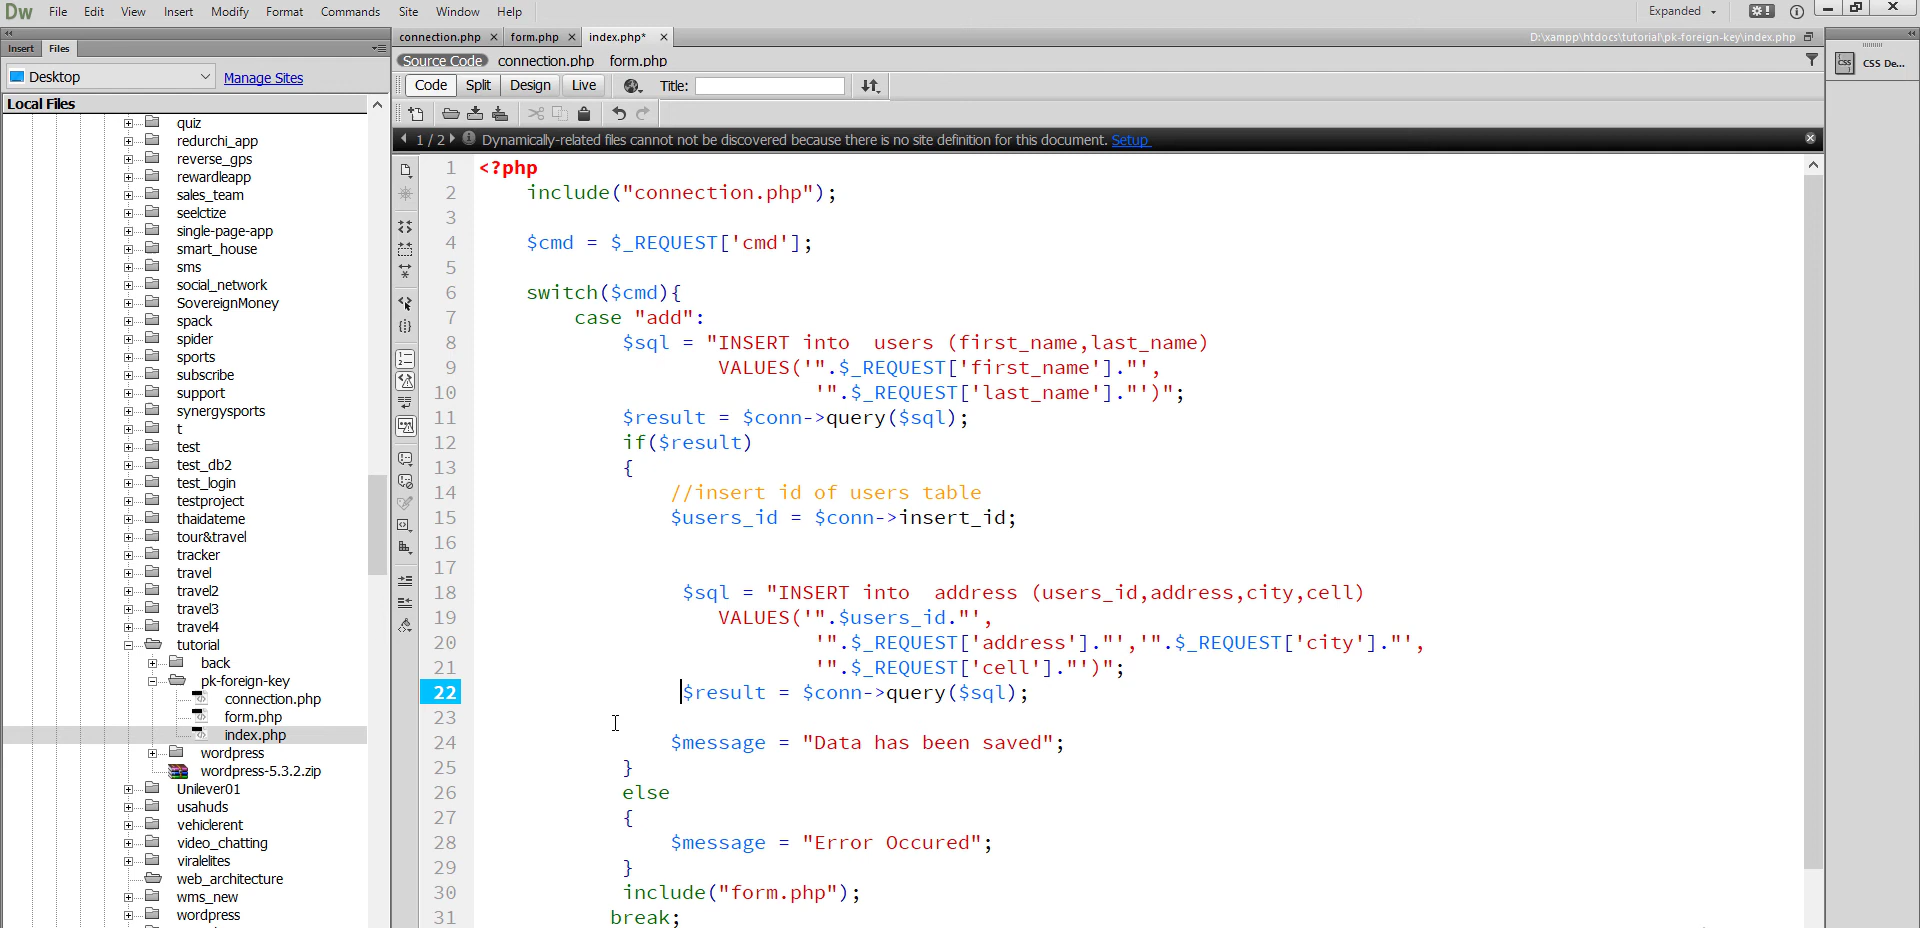 Dw File Edit View Insert Modify Format Commands Site Window Help Expanded
Insert Files
connection.php × form.php × index.php* ×
D:\xampp\htdocs\tutorial\pk-foreign-key\index.php
Source Code connection.php form.php
CSS De...
Desktop Manage Sites
Code Split Design Live Title:
Local Files
1 / 2 Dynamically-related files cannot not be discovered because there is no site definition for this document. Setup
quiz
redurchi_app
reverse_gps
rewardleapp
sales_team
seelctize
single-page-app
smart_house
sms
social_network
SovereignMoney
spack
spider
sports
subscribe
support
synergysports
t
test
test_db2
test_login
testproject
thaidateme
tour&travel
tracker
travel
travel2
travel3
travel4
tutorial
back
pk-foreign-key
connection.php
form.php
index.php
wordpress
wordpress-5.3.2.zip
Unilever01
usahuds
vehiclerent
video_chatting
viralelites
web_architecture
wms_new
wordpress
1 <?php
2 include("connection.php");
3
4 $cmd = $_REQUEST['cmd'];
5
6 switch($cmd){
7 case "add":
8 $sql = "INSERT into  users (first_name,last_name)
9 VALUES('".$_REQUEST['first_name']."',
10 '".$_REQUEST['last_name']."')";
11 $result = $conn->query($sql);
12 if($result)
13 {
14 //insert id of users table
15 $users_id = $conn->insert_id;
16
17
18 $sql = "INSERT into  address (users_id,address,city,cell)
19 VALUES('".$users_id."',
20 '".$_REQUEST['address']."','".$_REQUEST['city']."',
21 '".$_REQUEST['cell']."')";
22 $result = $conn->query($sql);
23
24 $message = "Data has been saved";
25 }
26 else
27 {
28 $message = "Error Occured";
29 }
30 include("form.php");
31 break;